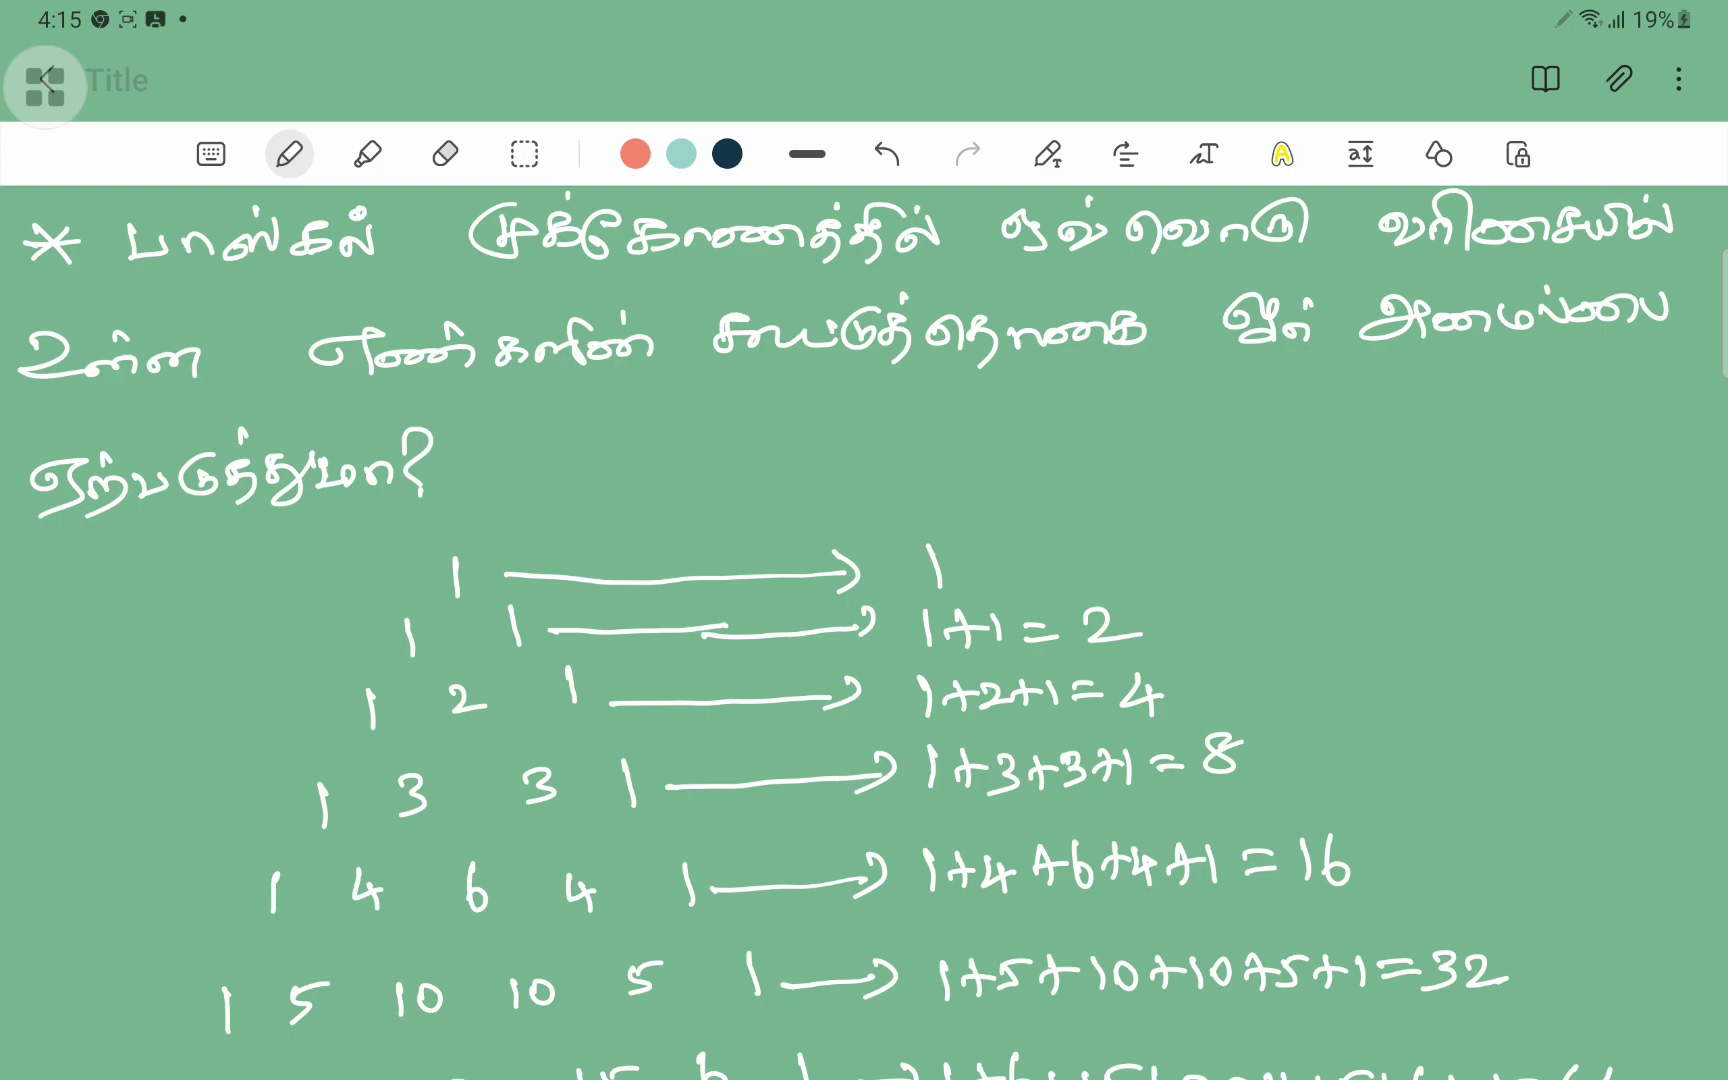 4:15
19%
Title
* பாஸ்கல் முக்கோணத்தில் ஒவ்வொரு வரிசையில்
உள்ள எண்களின் கூட்டுத்தொகை ஓர் அமைப்பை
ஏற்படுத்துமா?
1 → 1
1 1 → 1+1 = 2
1 2 1 → 1+2+1 = 4
1 3 3 1 → 1+3+3+1 = 8
1 4 6 4 1 → 1+4+6+4+1 = 16
1 5 10 10 5 1 → 1+5+10+10+5+1 = 32